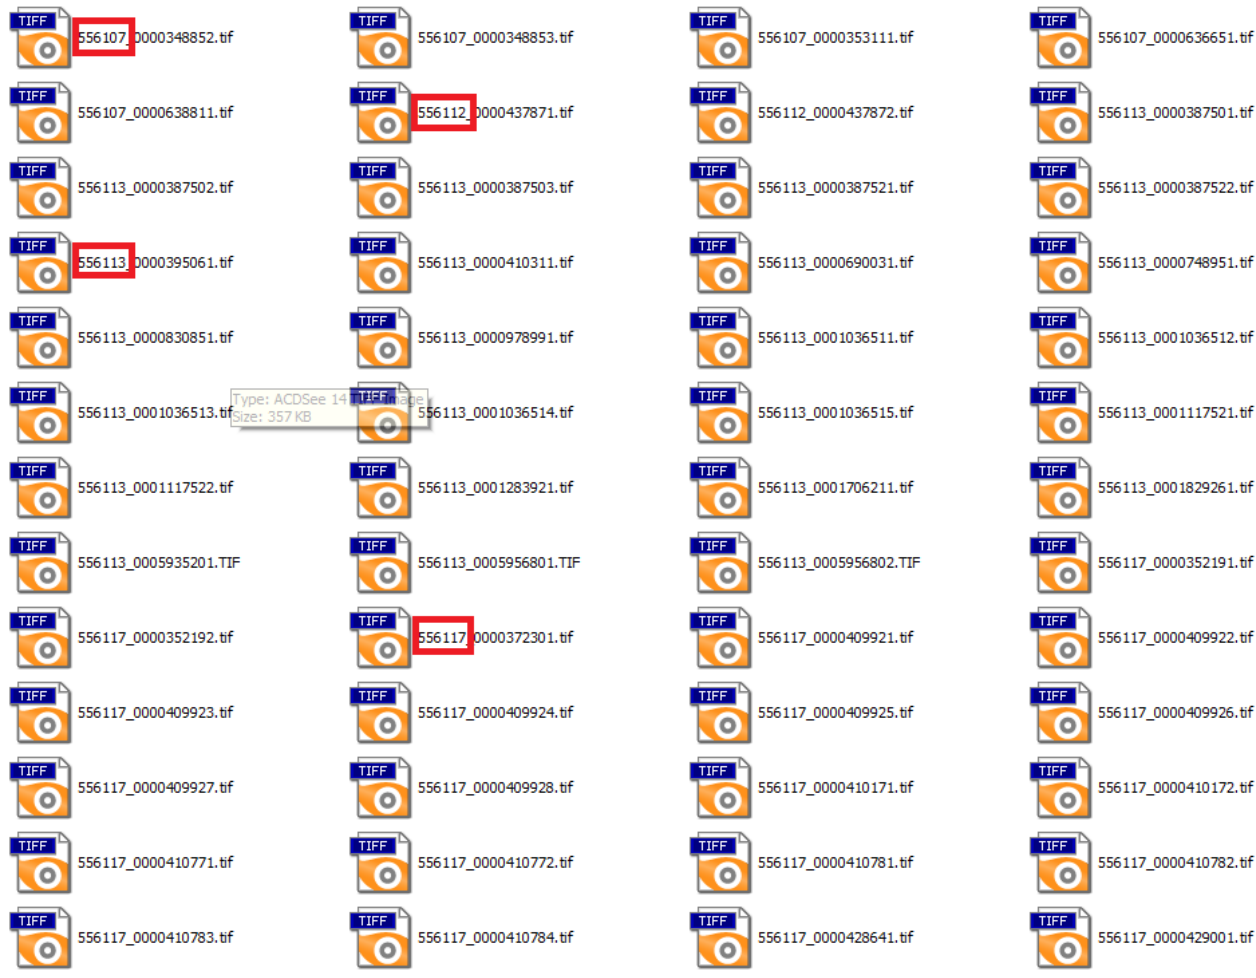 TIFF 556107_0000348852.tif TIFF 556107_0000348853.tif TIFF 556107_0000353111.tif TIFF 556107_0000636651.tif
TIFF 556107_0000638811.tif TIFF 556112_0000437871.tif TIFF 556112_0000437872.tif TIFF 556113_0000387501.tif
TIFF 556113_0000387502.tif TIFF 556113_0000387503.tif TIFF 556113_0000387521.tif TIFF 556113_0000387522.tif
TIFF 556113_0000395061.tif TIFF 556113_0000410311.tif TIFF 556113_0000690031.tif TIFF 556113_0000748951.tif
TIFF 556113_0000830851.tif TIFF 556113_0000978991.tif TIFF 556113_0001036511.tif TIFF 556113_0001036512.tif
TIFF 556113_0001036513.tif TIFF 556113_0001036514.tif TIFF 556113_0001036515.tif TIFF 556113_0001117521.tif
Type: ACDSee 14 TIFF Image
Size: 357 KB
TIFF 556113_0001117522.tif TIFF 556113_0001283921.tif TIFF 556113_0001706211.tif TIFF 556113_0001829261.tif
TIFF 556113_0005935201.TIF TIFF 556113_0005956801.TIF TIFF 556113_0005956802.TIF TIFF 556117_0000352191.tif
TIFF 556117_0000352192.tif TIFF 556117_0000372301.tif TIFF 556117_0000409921.tif TIFF 556117_0000409922.tif
TIFF 556117_0000409923.tif TIFF 556117_0000409924.tif TIFF 556117_0000409925.tif TIFF 556117_0000409926.tif
TIFF 556117_0000409927.tif TIFF 556117_0000409928.tif TIFF 556117_0000410171.tif TIFF 556117_0000410172.tif
TIFF 556117_0000410771.tif TIFF 556117_0000410772.tif TIFF 556117_0000410781.tif TIFF 556117_0000410782.tif
TIFF 556117_0000410783.tif TIFF 556117_0000410784.tif TIFF 556117_0000428641.tif TIFF 556117_0000429001.tif